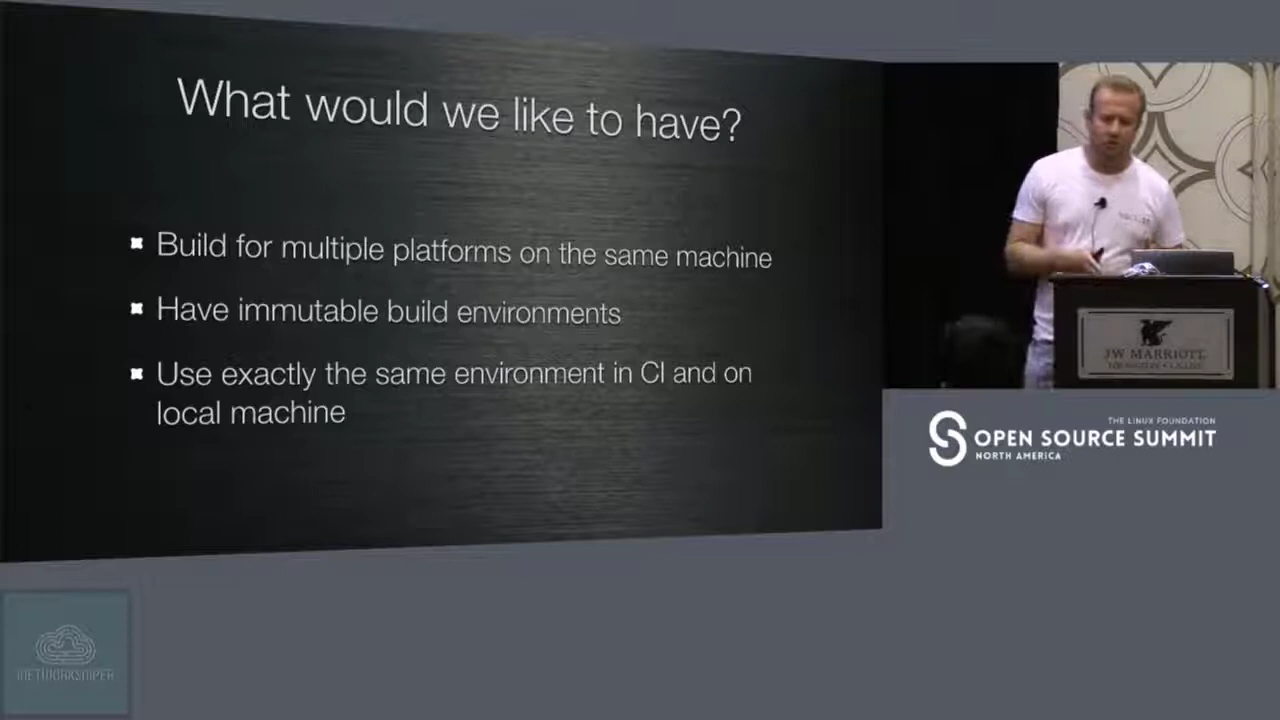 What would we like to have?
Build for multiple platforms on the same machine
Have immutable build environments
Use exactly the same environment in CI and on
local machine
JW MARRIOTT
THE LINUX FOUNDATION
OPEN SOURCE SUMMIT
NORTH AMERICA